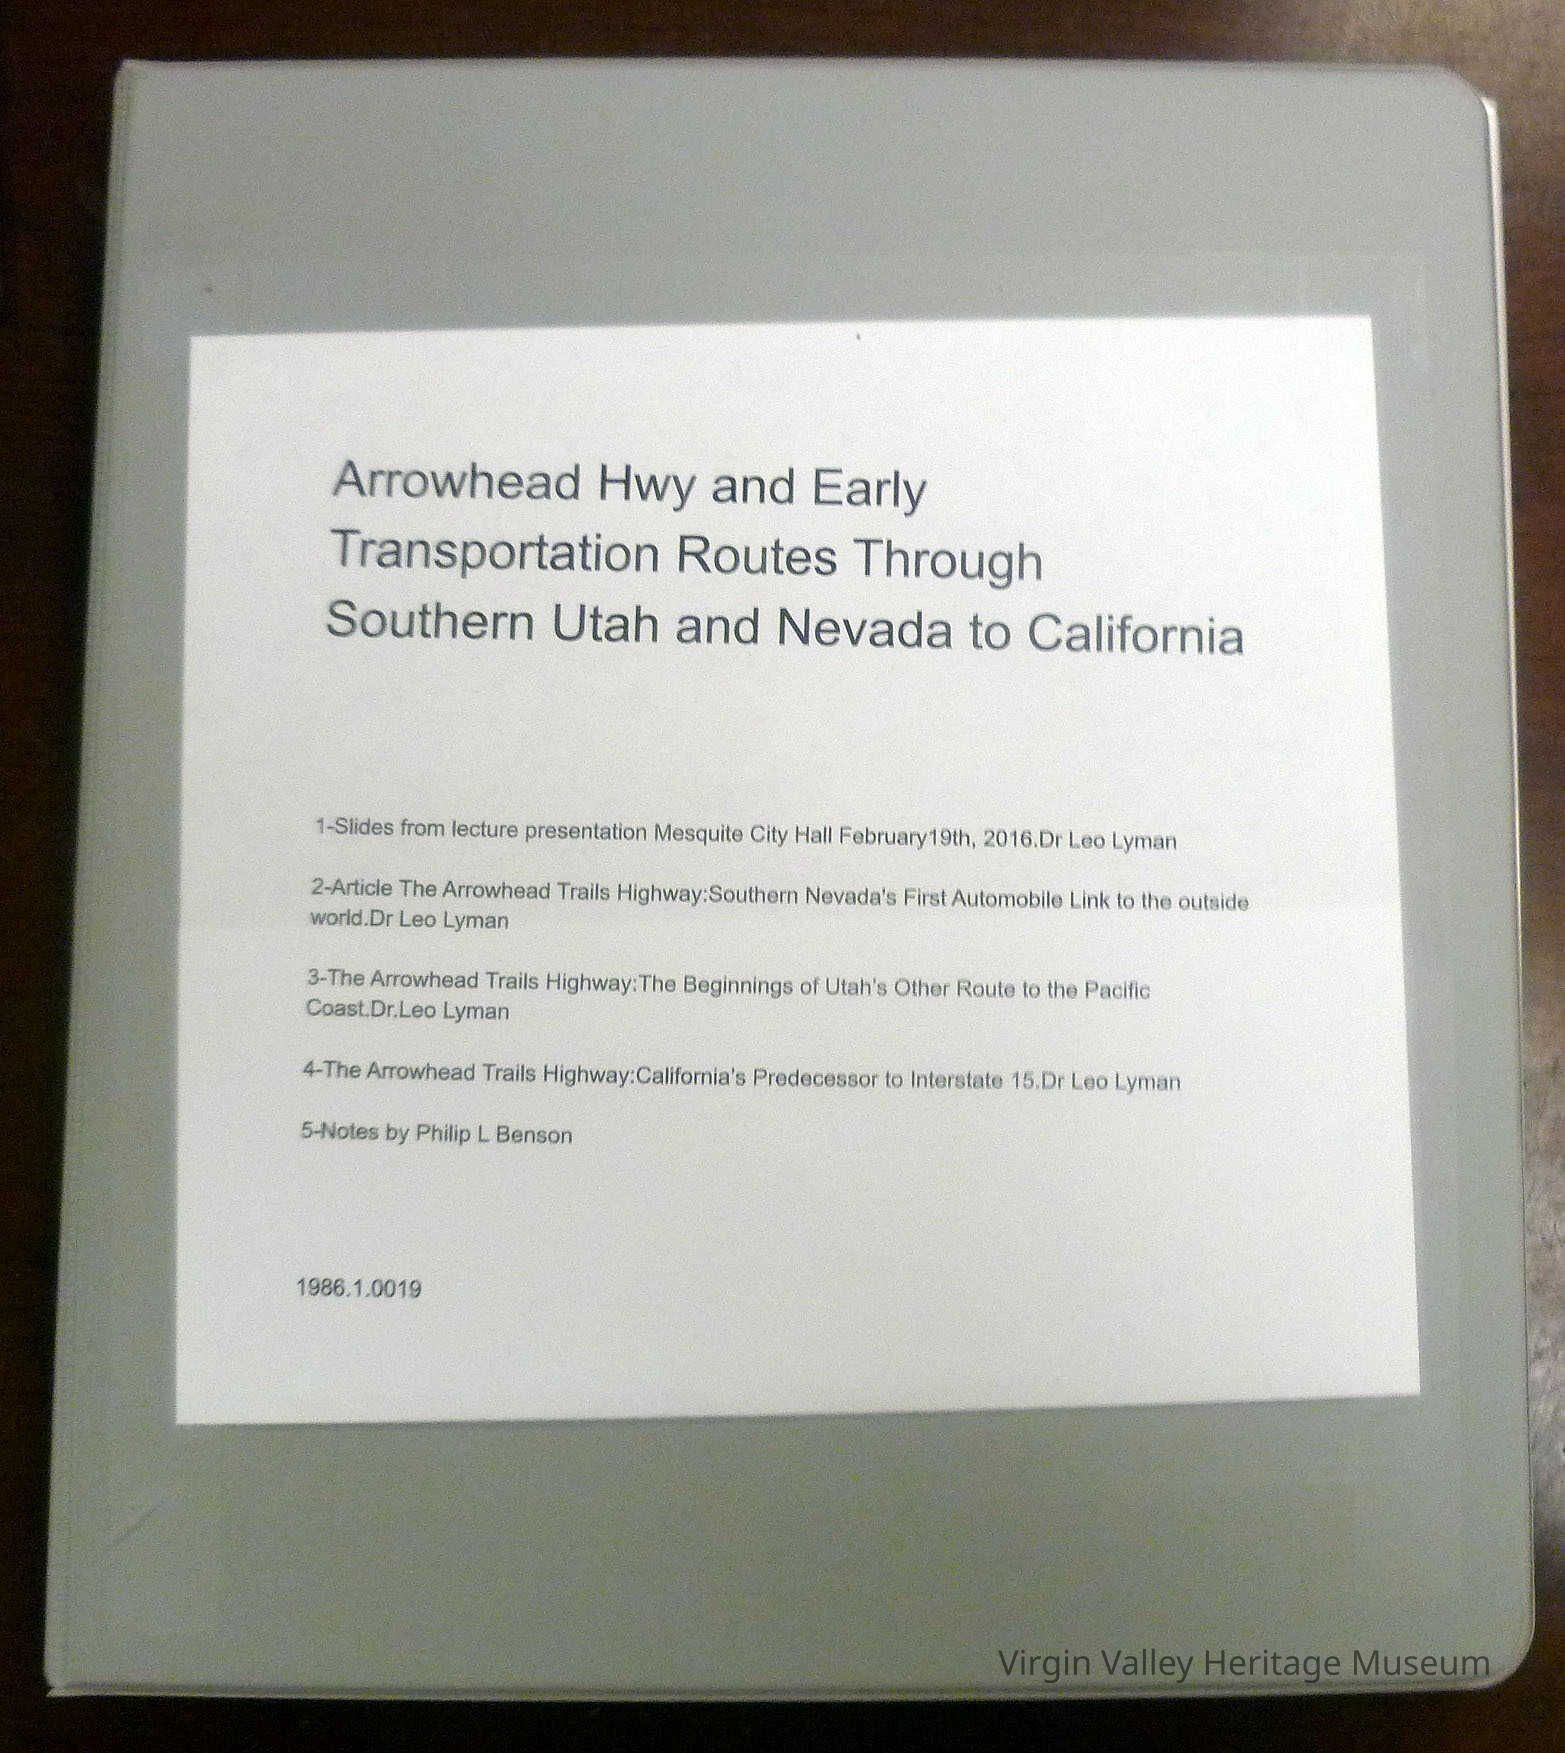 Arrowhead Hwy and Early
Transportation Routes Through
Southern Utah and Nevada to California
1-Slides from lecture presentation Mesquite City Hall February19th, 2016.Dr Leo Lyman
2-Article The Arrowhead Trails Highway:Southern Nevada's First Automobile Link to the outside
world.Dr Leo Lyman
3-The Arrowhead Trails Highway:The Beginnings of Utah's Other Route to the Pacific
Coast.Dr.Leo Lyman
4-The Arrowhead Trails Highway:California's Predecessor to Interstate 15.Dr Leo Lyman
5-Notes by Philip L Benson
1986.1.0019
Virgin Valley Heritage Museum